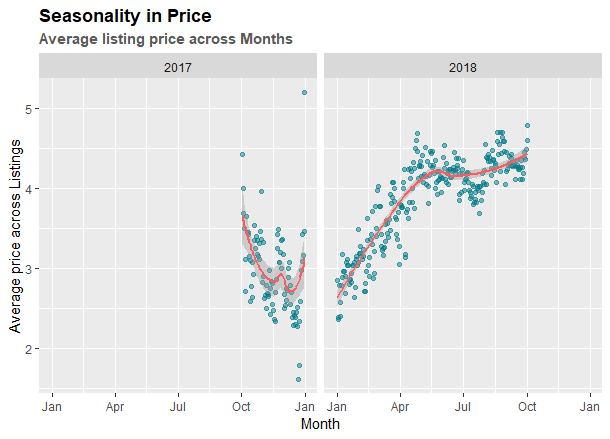 Seasonality in Price
Average listing price across Months
2017
2018
Average price across Listings
5
4
3
2
Jan
Apr
Jul
Oct
Jan
Jan
Apr
Jul
Oct
Jan
Month